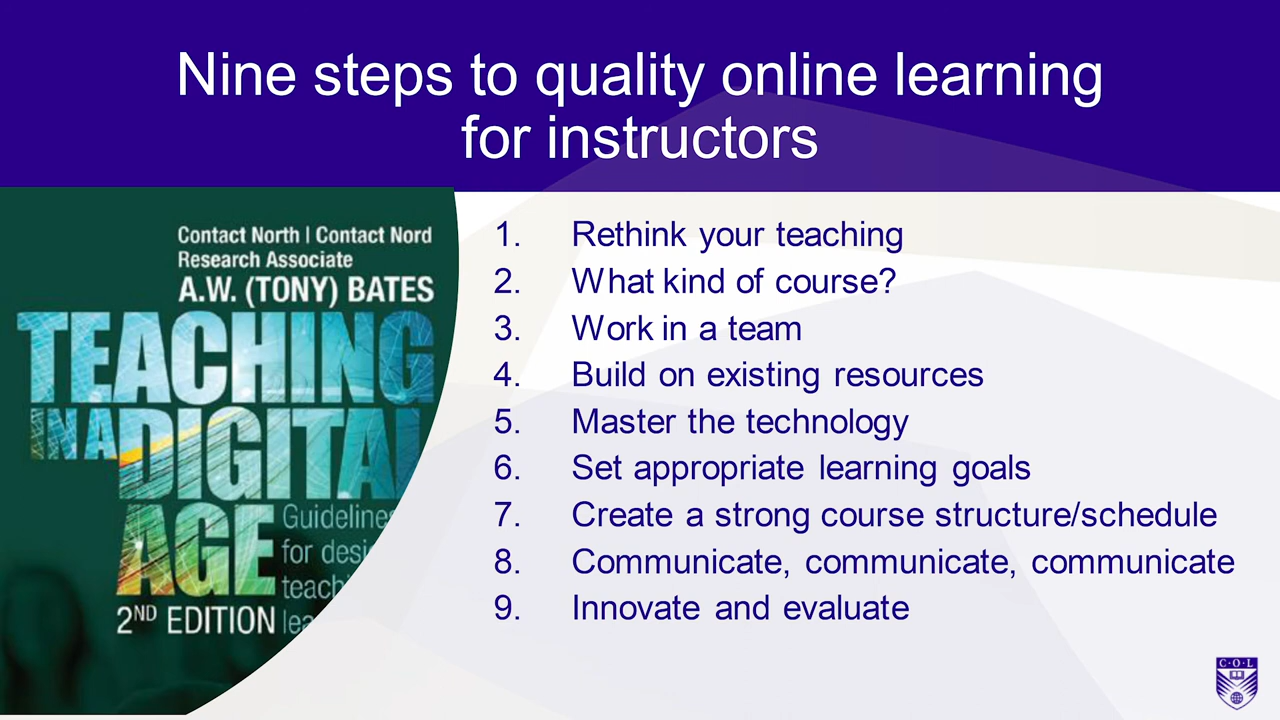 Nine steps to quality online learning
for instructors
Contact North | Contact Nord
Research Associate
A.W. (TONY) BATES
TEACHING
IN A DIGITAL
AGE
Guidelines
for desi
teach
lea
2ND EDITION
1. Rethink your teaching
2. What kind of course?
3. Work in a team
4. Build on existing resources
5. Master the technology
6. Set appropriate learning goals
7. Create a strong course structure/schedule
8. Communicate, communicate, communicate
9. Innovate and evaluate
C·O·L